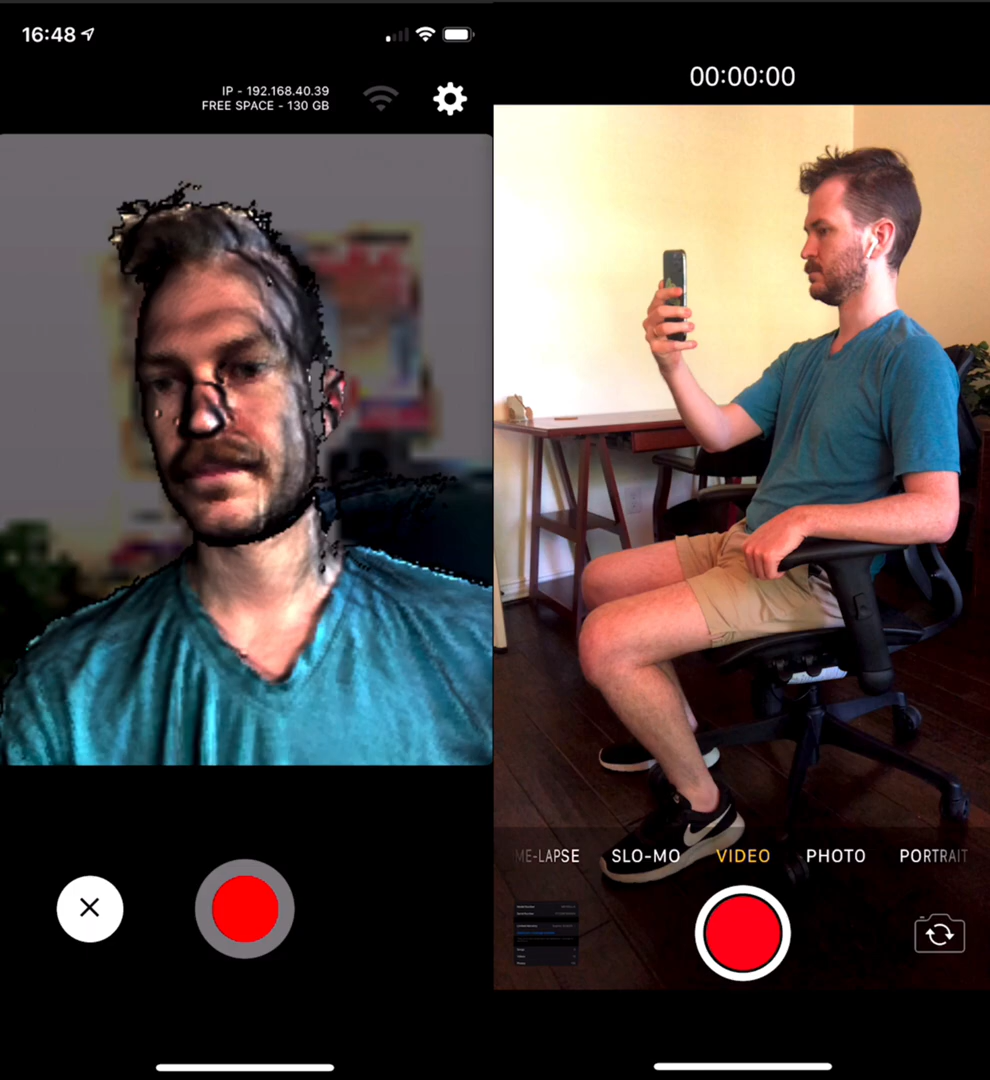 16:48
IP - 192.168.40.39
FREE SPACE - 130 GB
00:00:00
ME-LAPSE
SLO-MO
VIDEO
PHOTO
PORTRAIT